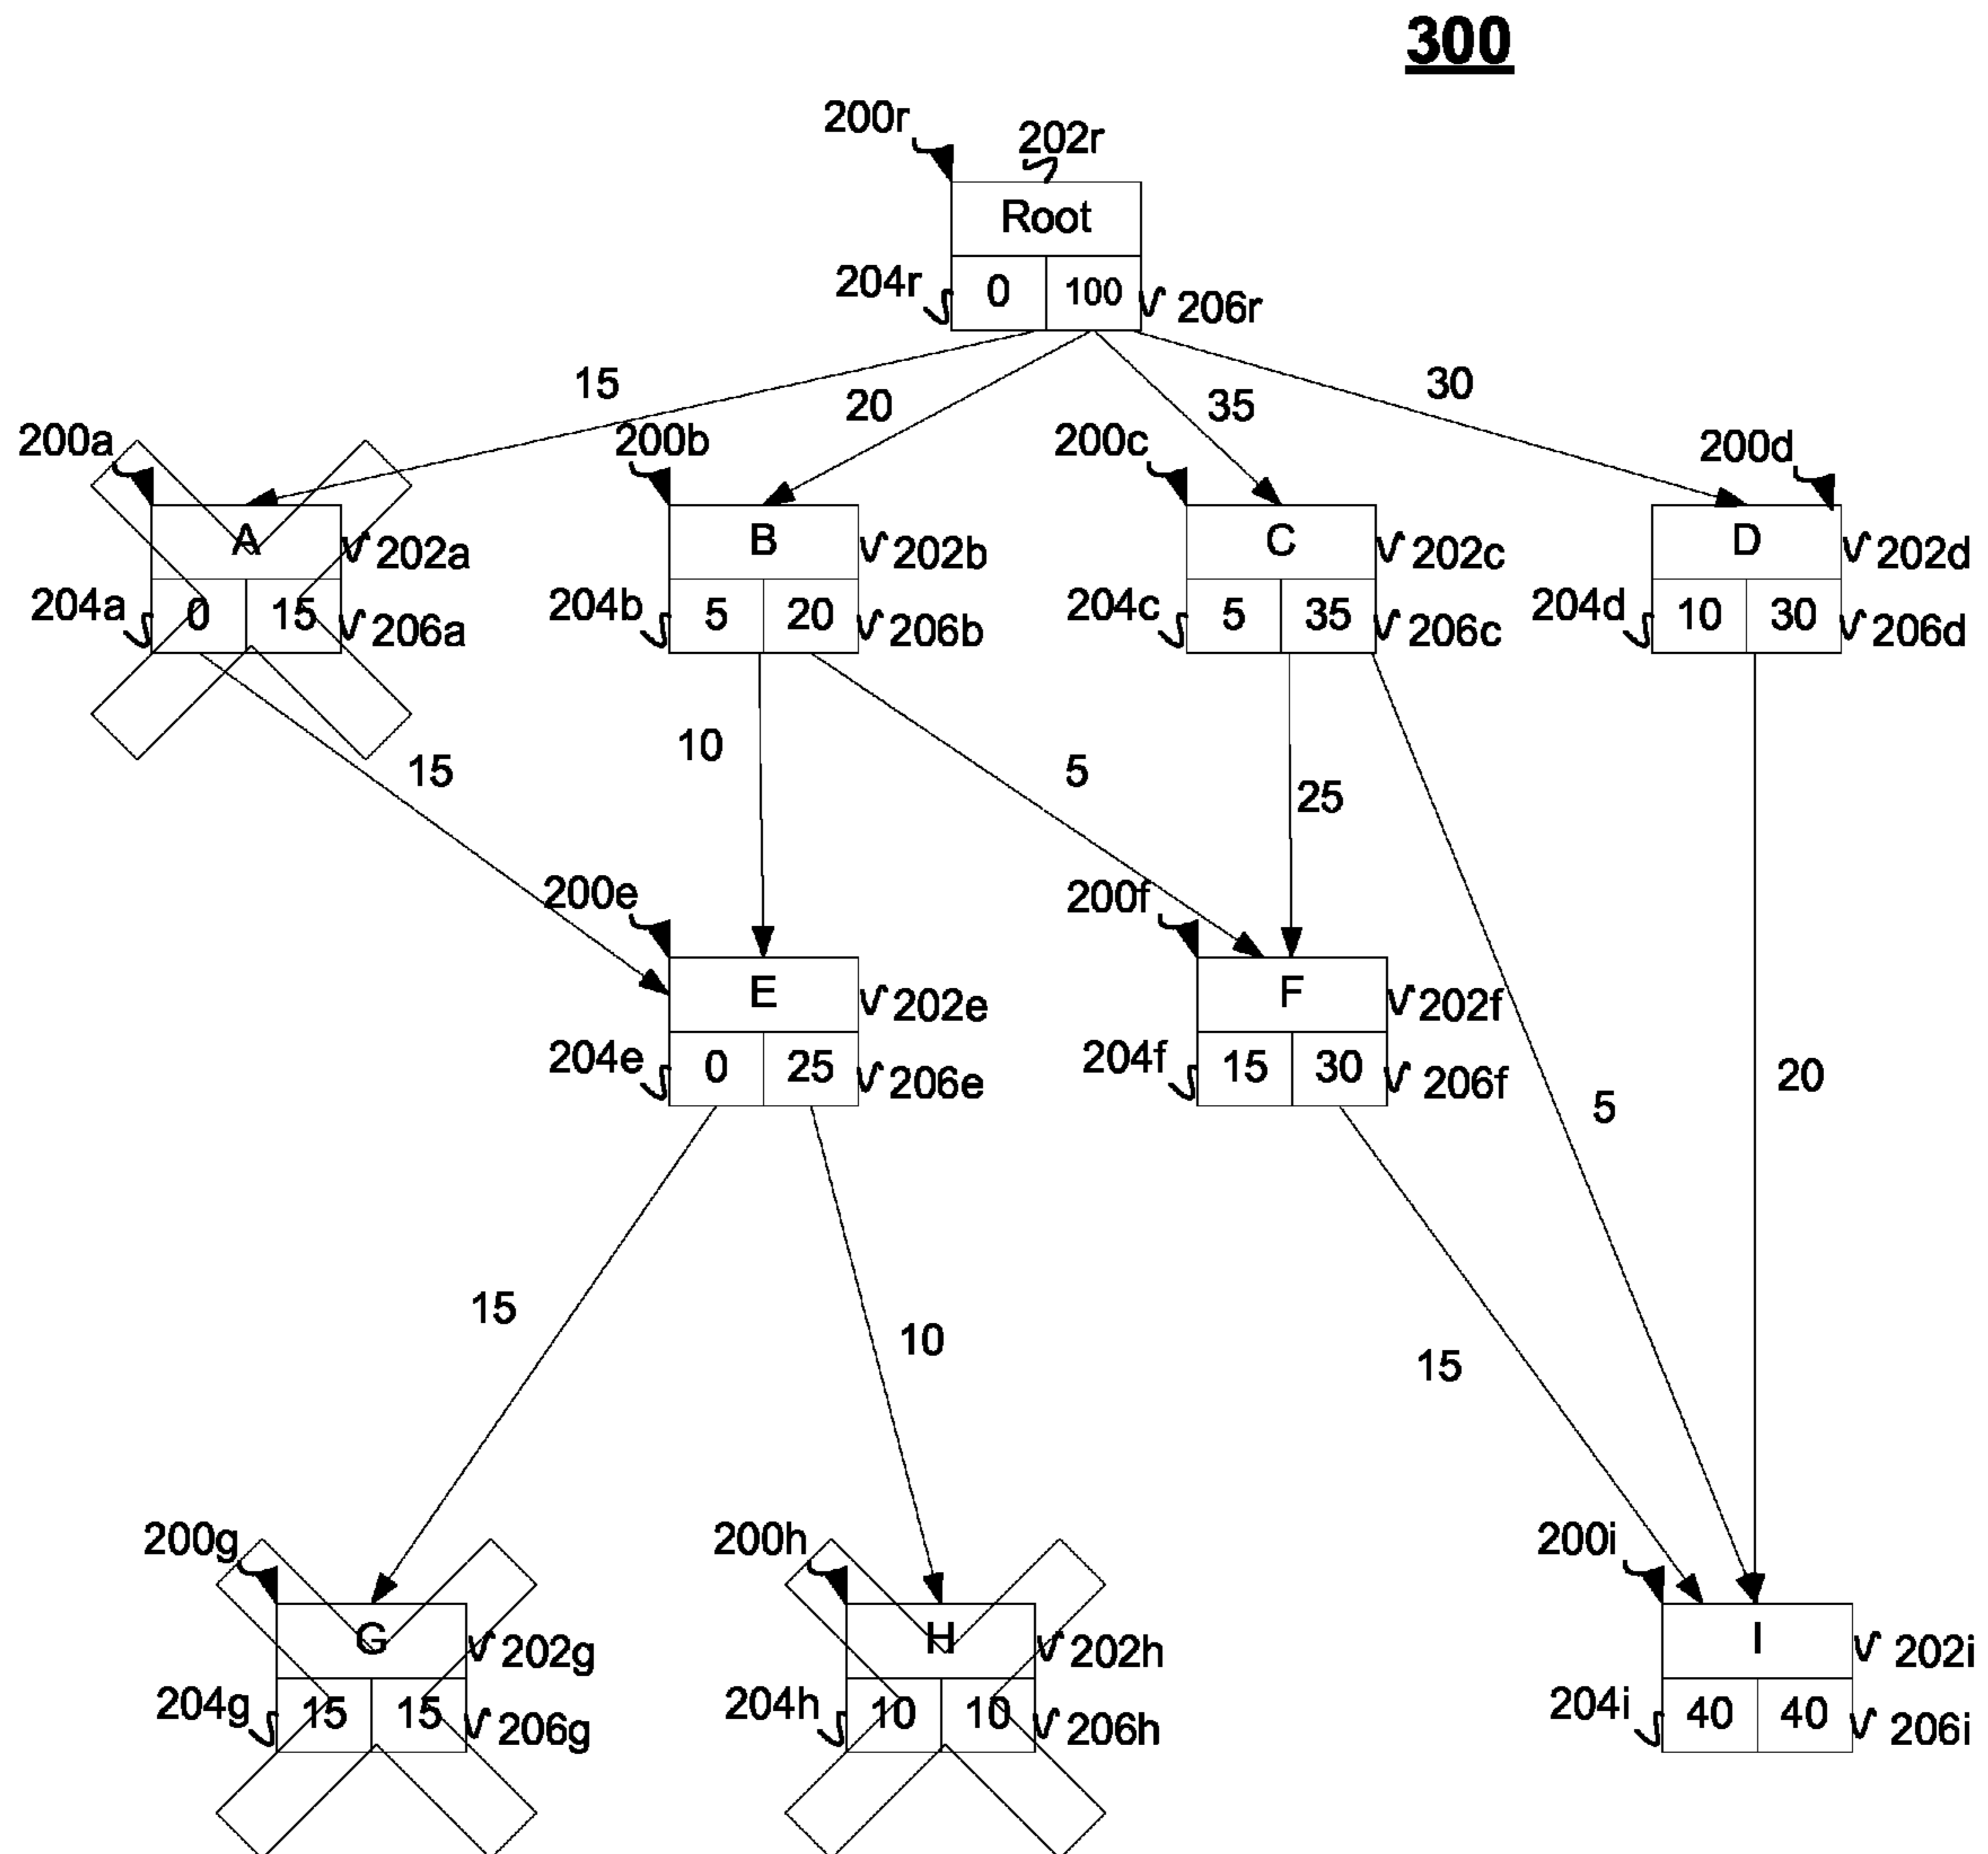 300
200r
202r
Root
204r
0
100
206r
15
20
35
30
200a
200b
200c
200d
A
202a
B
202b
C
202c
D
202d
204a
0
15
206a
204b
5
20
206b
204c
5
35
206c
204d
10
30
206d
15
10
5
25
200e
200f
E
202e
F
202f
204e
0
25
206e
204f
15
30
206f
5
20
15
10
15
200g
200h
200i
G
202g
H
202h
I
202i
204g
15
15
206g
204h
10
10
206h
204i
40
40
206i